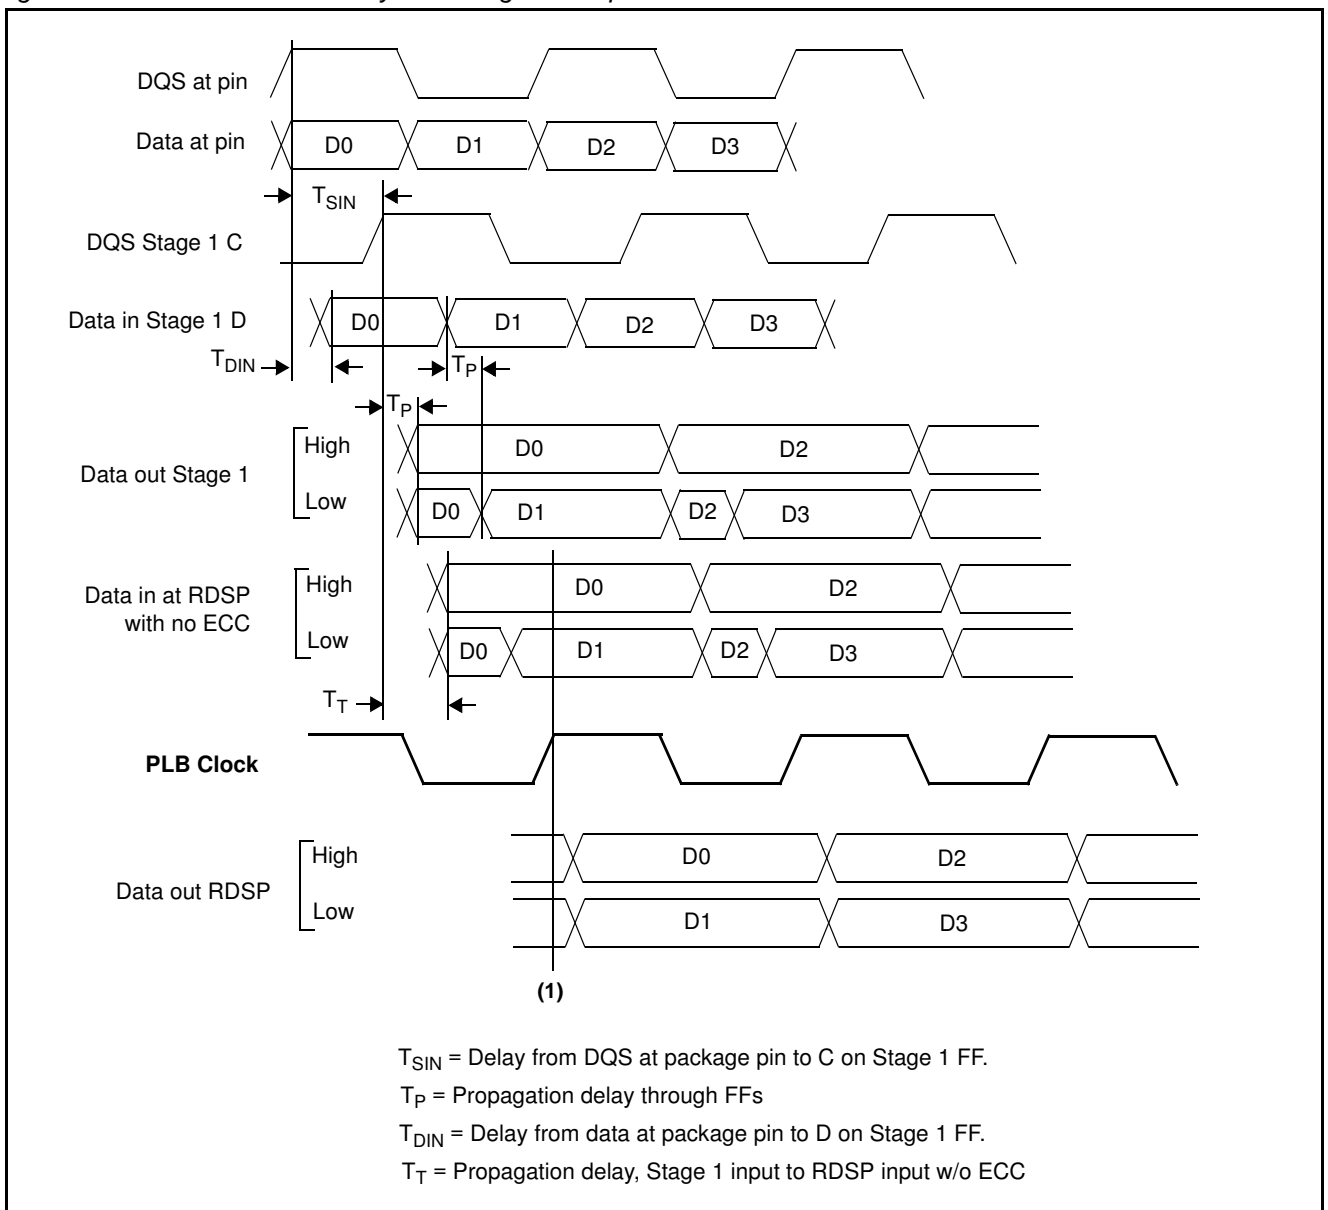 DQS at pin
Data at pin
D0 D1 D2 D3
TSIN
DQS Stage 1 C
Data in Stage 1 D
D0 D1 D2 D3
TDIN
TP
TP
Data out Stage 1
High
D0 D2
Low
D0 D1 D2 D3
Data in at RDSP
with no ECC
High
D0 D2
Low
D0 D1 D2 D3
TT
PLB Clock
Data out RDSP
High
D0 D2
Low
D1 D3
(1)
TSIN = Delay from DQS at package pin to C on Stage 1 FF.
TP = Propagation delay through FFs
TDIN = Delay from data at package pin to D on Stage 1 FF.
TT = Propagation delay, Stage 1 input to RDSP input w/o ECC